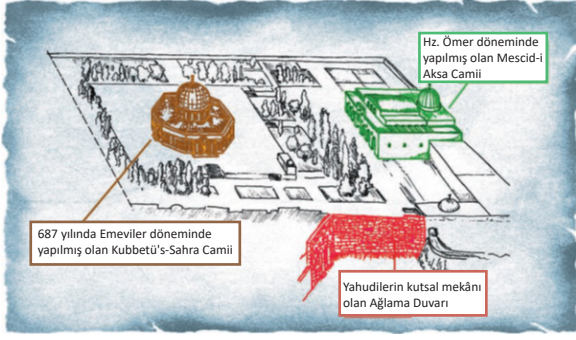 Hz. Ömer döneminde
yapılmış olan Mescid-i
Aksa Camii
687 yılında Emeviler döneminde
yapılmış olan Kubbetü's-Sahra Camii
Yahudilerin kutsal mekânı
olan Ağlama Duvarı